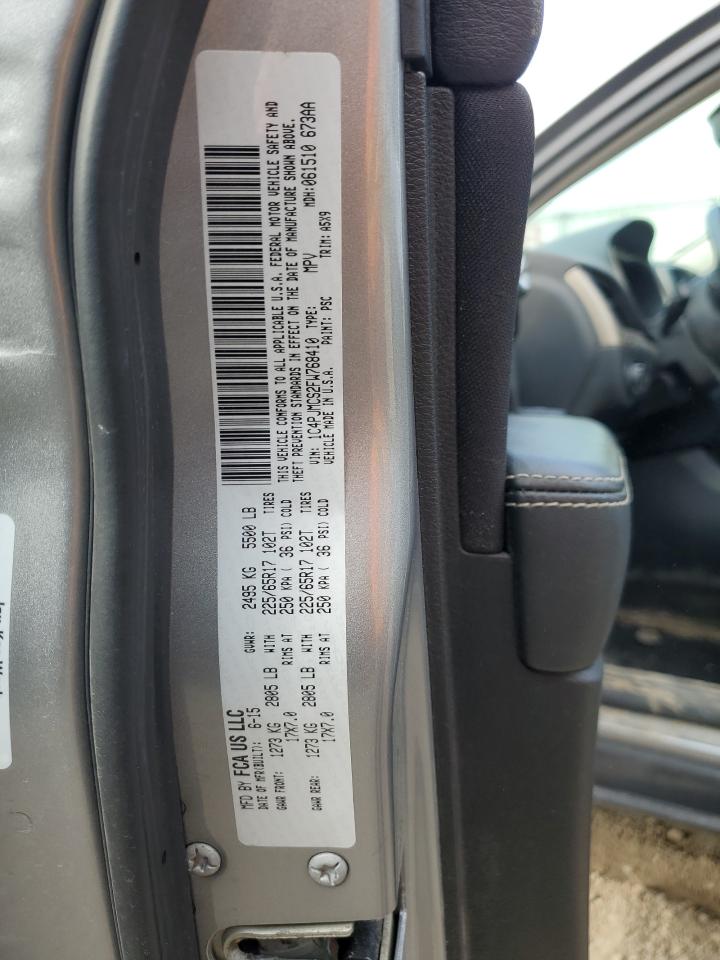 MFD BY FCA US LLC
DATE OF MFR(BUILT): 6-15 GVWR: 2495 KG 5500 LB
GAWR FRONT: 1273 KG 2805 LB WITH 225/65R17 102T TIRES
17X7.0 RIMS AT 250 KPA ( 36 PSI) COLD
GAWR REAR: 1273 KG 2805 LB WITH 225/65R17 102T TIRES
17X7.0 RIMS AT 250 KPA ( 36 PSI) COLD
THIS VEHICLE CONFORMS TO ALL APPLICABLE U.S.A. FEDERAL MOTOR VEHICLE SAFETY AND
THEFT PREVENTION STANDARDS IN EFFECT ON THE DATE OF MANUFACTURE SHOWN ABOVE.
VIN: 1C4PJMCS2FW768410 TYPE: MPV MDH:061510 673AA
VEHICLE MADE IN U.S.A. PAINT: PSC TRIM: A5X9